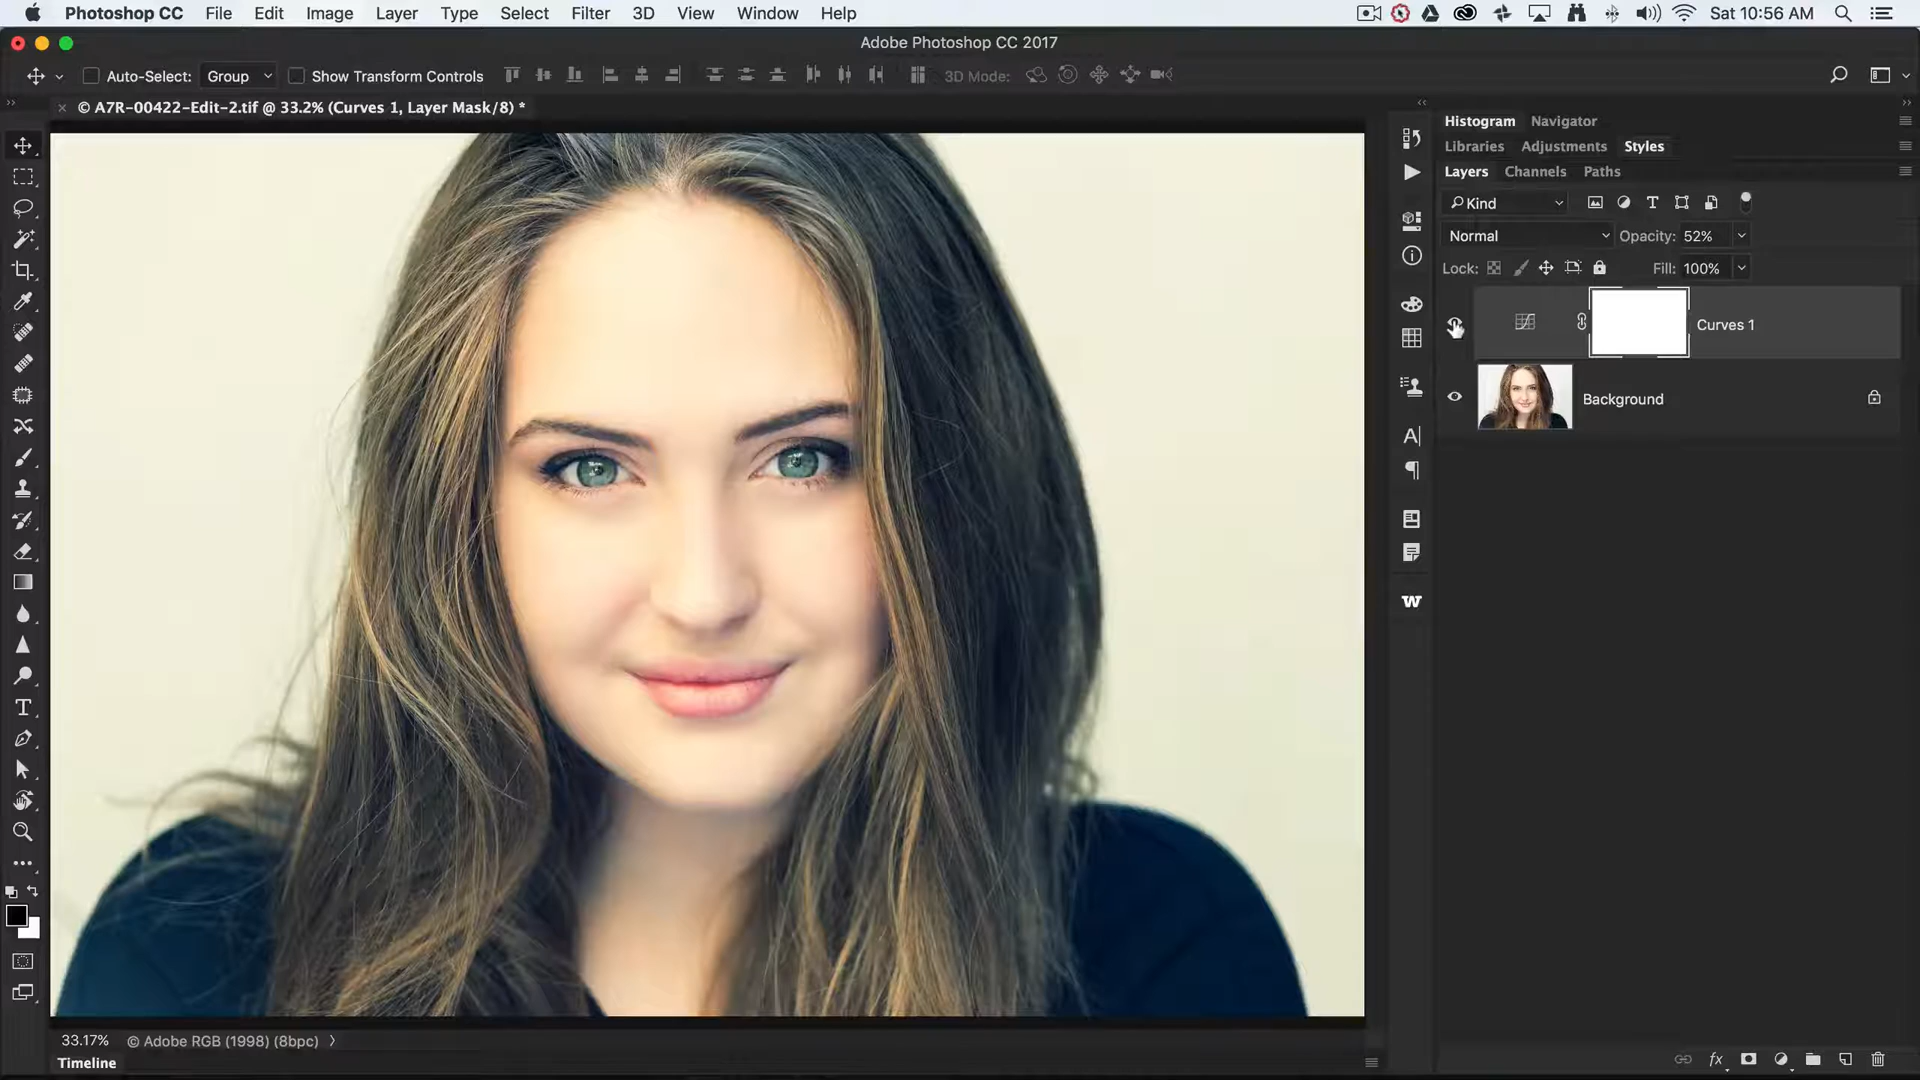 Photoshop CC File Edit Image Layer Type Select Filter 3D View Window Help Sat 10:56 AM
Adobe Photoshop CC 2017
Auto-Select: Group Show Transform Controls 3D Mode:
© A7R-00422-Edit-2.tif @ 33.2% (Curves 1, Layer Mask/8) *
Histogram Navigator
Libraries Adjustments Styles
Layers Channels Paths
Kind
Normal Opacity: 52%
Lock: Fill: 100%
Curves 1
Background
33.17% © Adobe RGB (1998) (8bpc)
Timeline